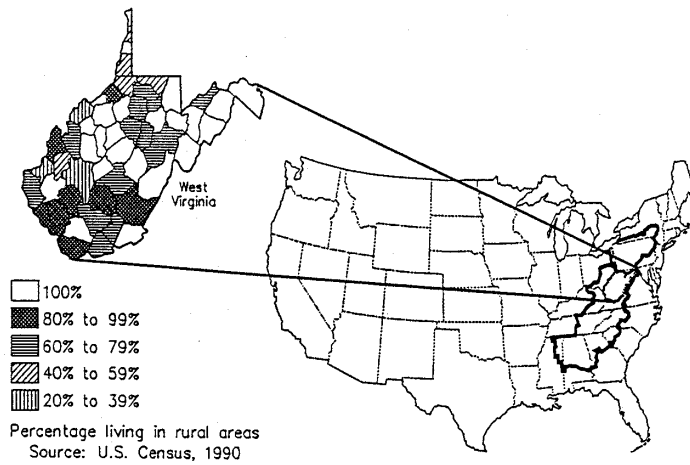 West
Virginia
100%
80% to 99%
60% to 79%
40% to 59%
20% to 39%
Percentage living in rural areas
Source: U.S. Census, 1990